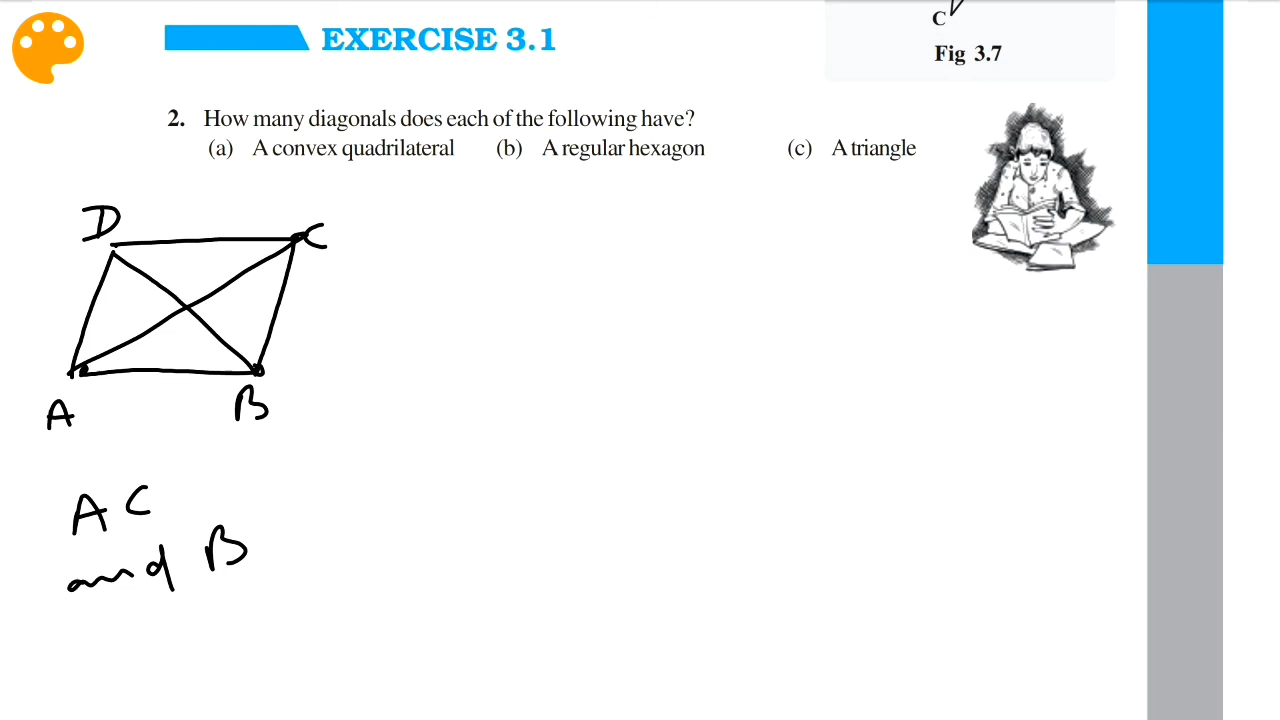 C
Fig 3.7
EXERCISE 3.1
2. How many diagonals does each of the following have?
(a) A convex quadrilateral (b) A regular hexagon (c) A triangle
D C
A B
A C
and B